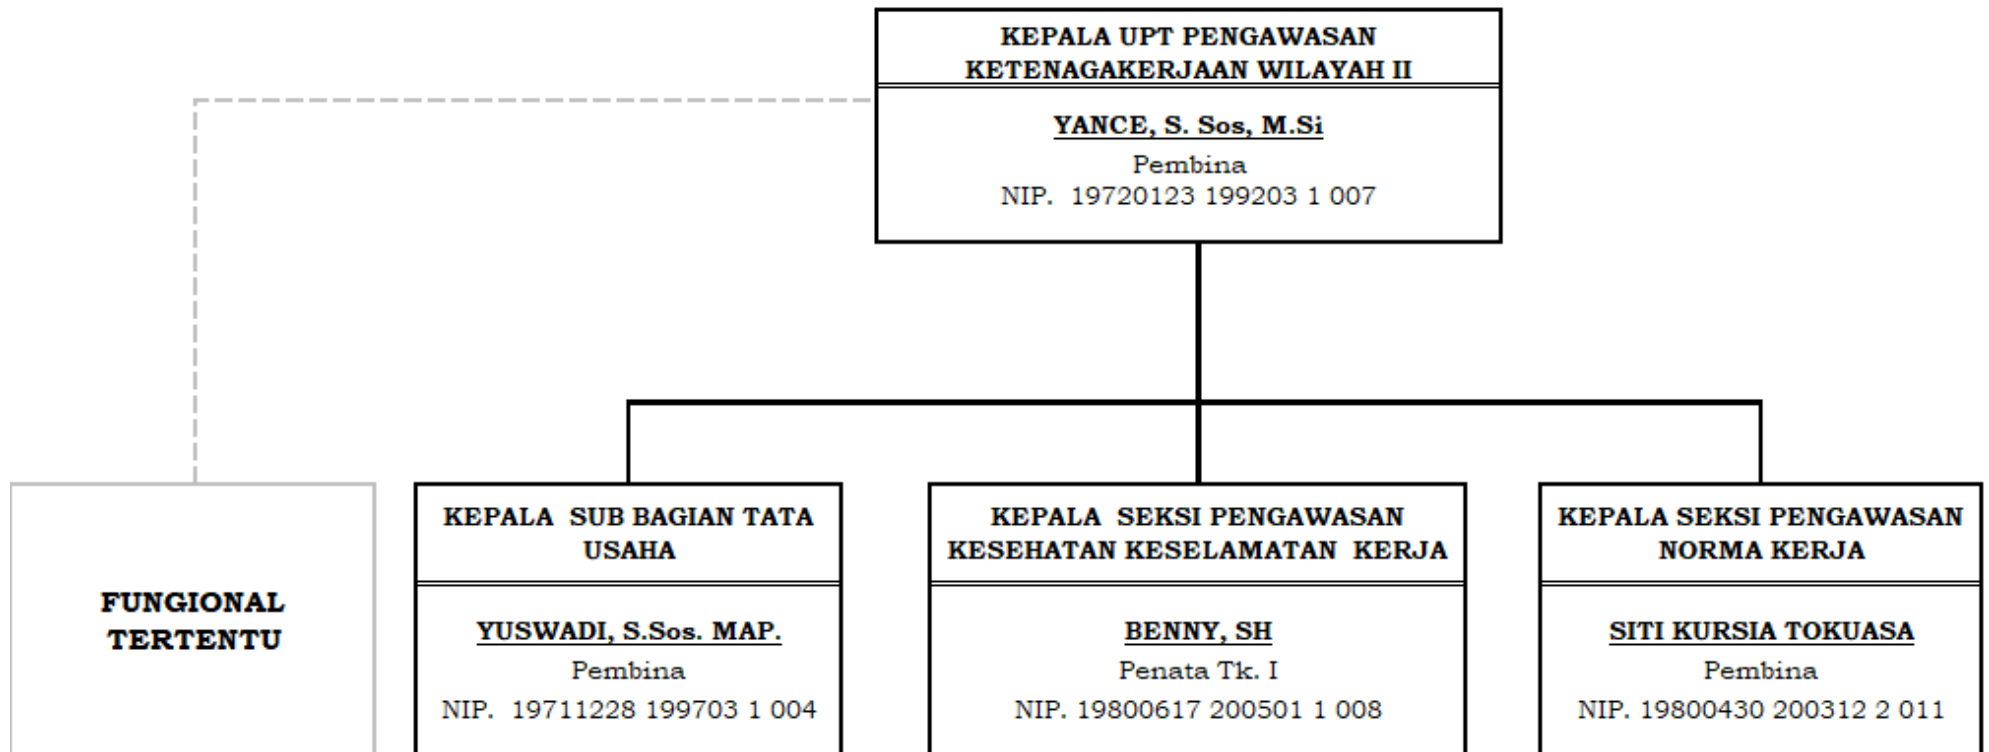 KEPALA UPT PENGAWASAN
KETENAGAKERJAAN WILAYAH II
YANCE, S. Sos, M.Si
Pembina
NIP. 19720123 199203 1 007
FUNGIONAL
TERTENTU
KEPALA SUB BAGIAN TATA
USAHA
YUSWADI, S.Sos. MAP.
Pembina
NIP. 19711228 199703 1 004
KEPALA SEKSI PENGAWASAN
KESEHATAN KESELAMATAN KERJA
BENNY, SH
Penata Tk. I
NIP. 19800617 200501 1 008
KEPALA SEKSI PENGAWASAN
NORMA KERJA
SITI KURSIA TOKUASA
Pembina
NIP. 19800430 200312 2 011